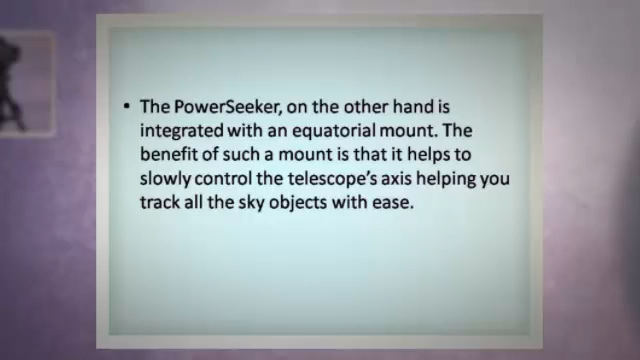 • The PowerSeeker, on the other hand is
integrated with an equatorial mount. The
benefit of such a mount is that it helps to
slowly control the telescope's axis helping you
track all the sky objects with ease.